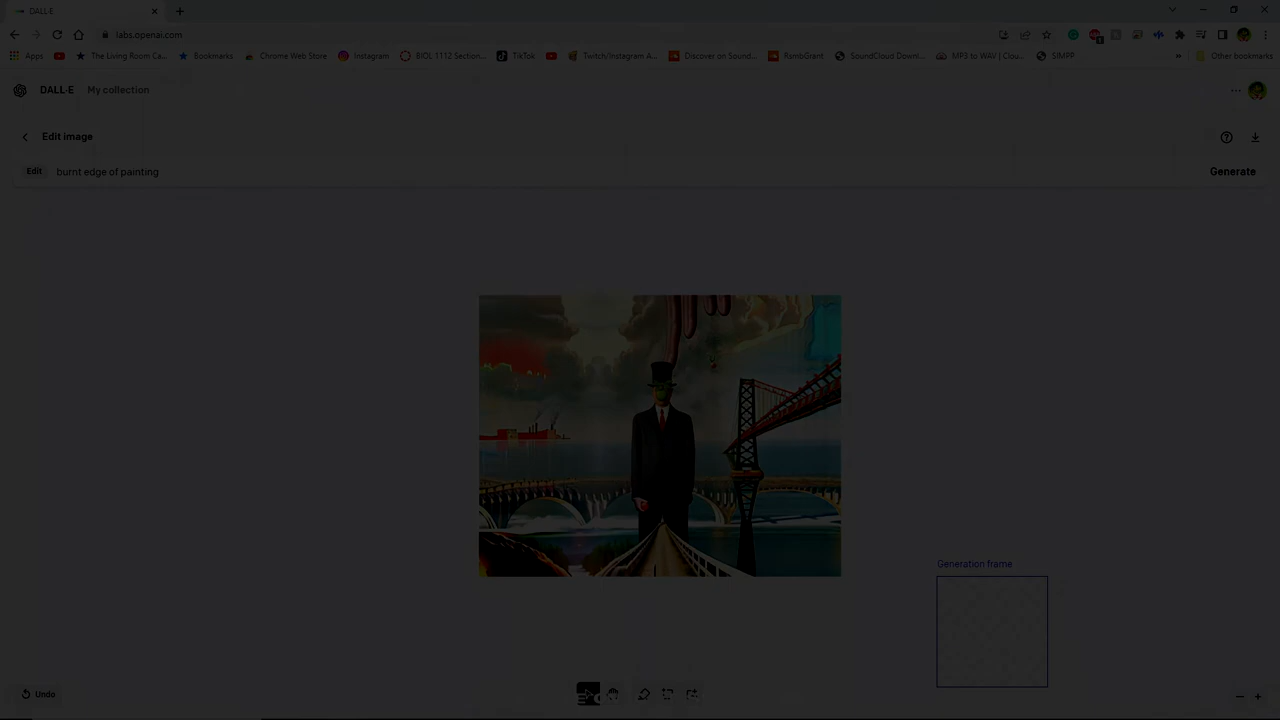 DALL·E
labs.openai.com
Apps The Living Room Ca... Bookmarks Chrome Web Store Instagram BIOL 1112 Section... TikTok Twitch/Instagram A... Discover on Sound... RambGrant SoundCloud Downl... MP3 to WAV | Clou... SIMPP » Other bookmarks
DALL·E My collection
Edit image
Edit burnt edge of painting Generate
Generation frame
Undo